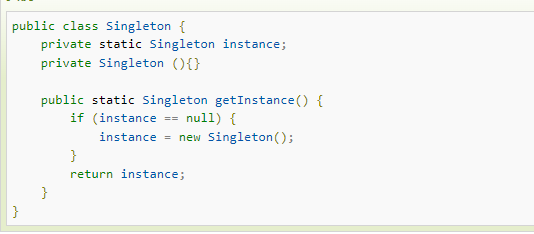 public class Singleton {
    private static Singleton instance;
    private Singleton (){}

    public static Singleton getInstance() {
        if (instance == null) {
            instance = new Singleton();
        }
        return instance;
    }
}